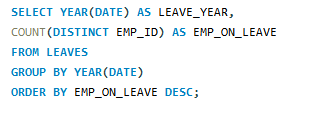 SELECT YEAR(DATE) AS LEAVE_YEAR,
COUNT(DISTINCT EMP_ID) AS EMP_ON_LEAVE
FROM LEAVES
GROUP BY YEAR(DATE)
ORDER BY EMP_ON_LEAVE DESC;